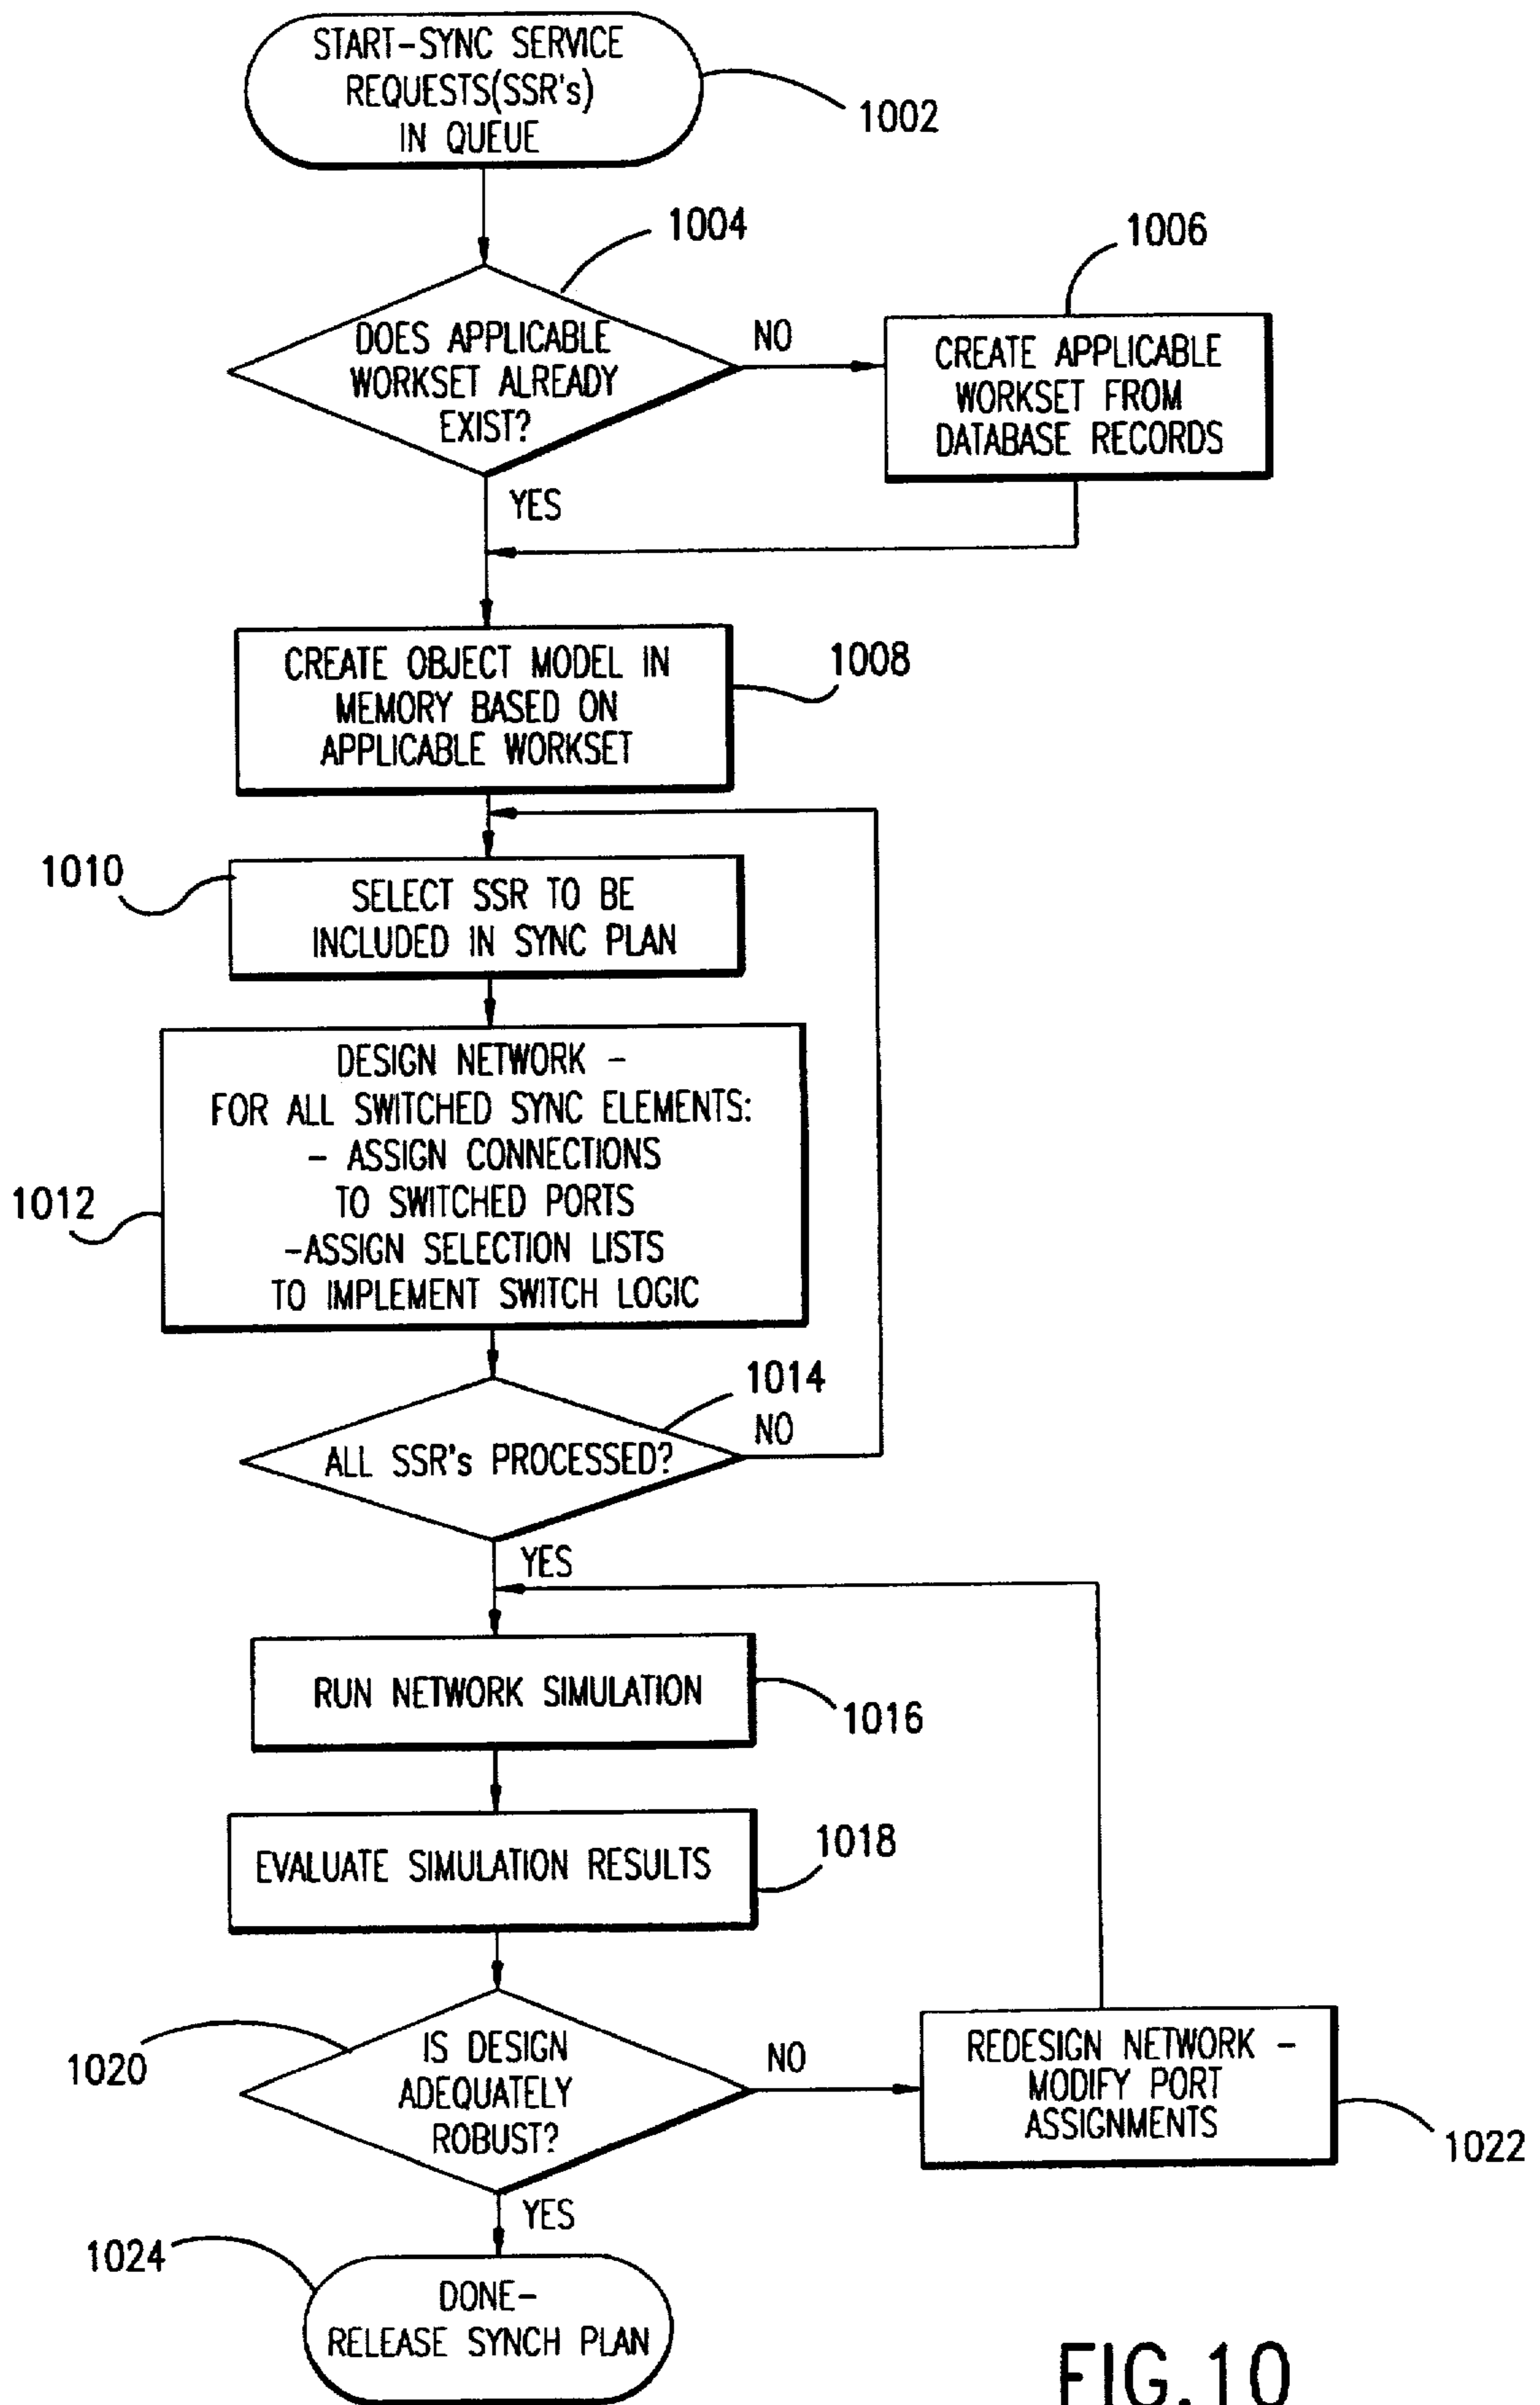 START-SYNC SERVICE
REQUESTS(SSR's)
IN QUEUE
1002
1004
DOES APPLICABLE
WORKSET ALREADY
EXIST?
NO
1006
CREATE APPLICABLE
WORKSET FROM
DATABASE RECORDS
YES
CREATE OBJECT MODEL IN
MEMORY BASED ON
APPLICABLE WORKSET
1008
1010
SELECT SSR TO BE
INCLUDED IN SYNC PLAN
DESIGN NETWORK -
FOR ALL SWITCHED SYNC ELEMENTS:
- ASSIGN CONNECTIONS
TO SWITCHED PORTS
-ASSIGN SELECTION LISTS
TO IMPLEMENT SWITCH LOGIC
1012
1014
ALL SSR's PROCESSED?
NO
YES
RUN NETWORK SIMULATION
1016
EVALUATE SIMULATION RESULTS
1018
1020
IS DESIGN
ADEQUATELY
ROBUST?
NO
REDESIGN NETWORK -
MODIFY PORT
ASSIGNMENTS
1022
YES
1024
DONE-
RELEASE SYNCH PLAN
FIG.10